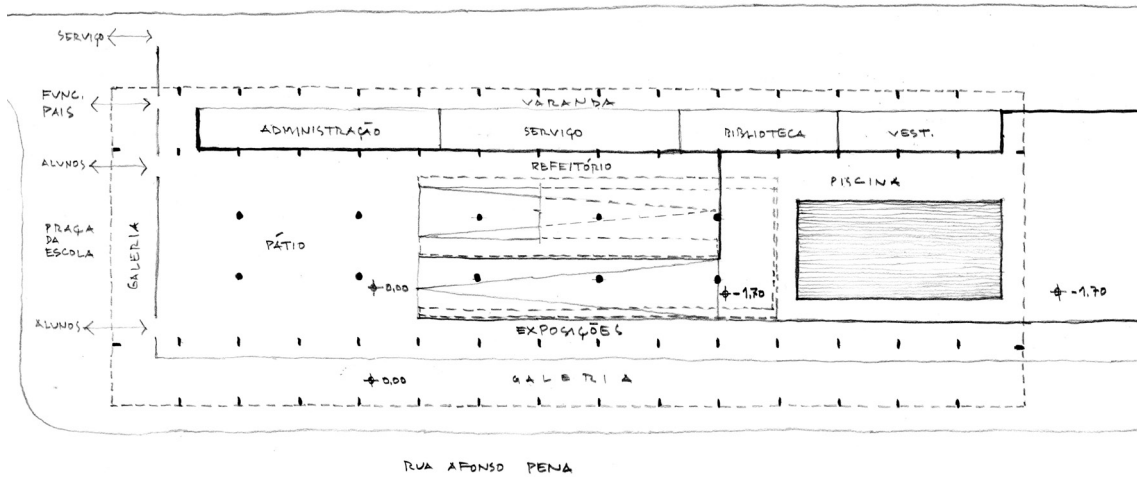 SERVIÇO
FUNC.
PAIS
VARANDA
ADMINISTRAÇÃO
SERVIÇO
BIBLIOTECA
VEST.
ALUNOS
REFEITÓRIO
PISCINA
PRAÇA
DA
ESCOLA
GALERIA
PÁTIO
0,00
-1,70
-1,70
ALUNOS
EXPOSIÇÕES
0,00
GALERIA
RUA AFONSO PENA